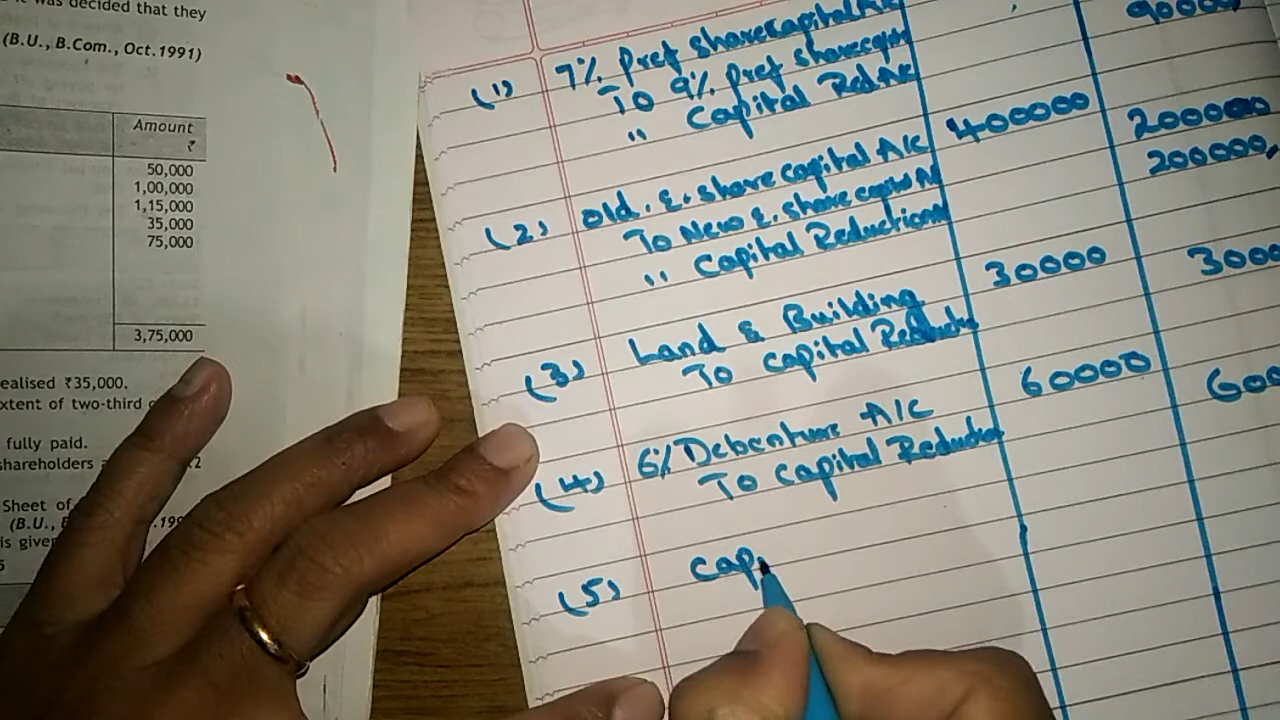 was decided that they
(B.U., B.Com., Oct.1991)
Amount
₹
50,000
1,00,000
1,15,000
35,000
75,000
3,75,000
ealised ₹35,000.
xtent of two-third
fully paid.
shareholders
Sheet of
(B.U.,
is given
(1) 7% Pref share capital A/c
To 9% Pref share capital
" Capital Red A/c
(2) Old. E. share capital A/c 400000
To New E. share capital A/c 200000
" Capital Reduction 200000
(3) Land & Building 30000
To Capital Reduction 3000
(4) 6% Debenture A/c 60000
To Capital Reduction 600
(5) Cap